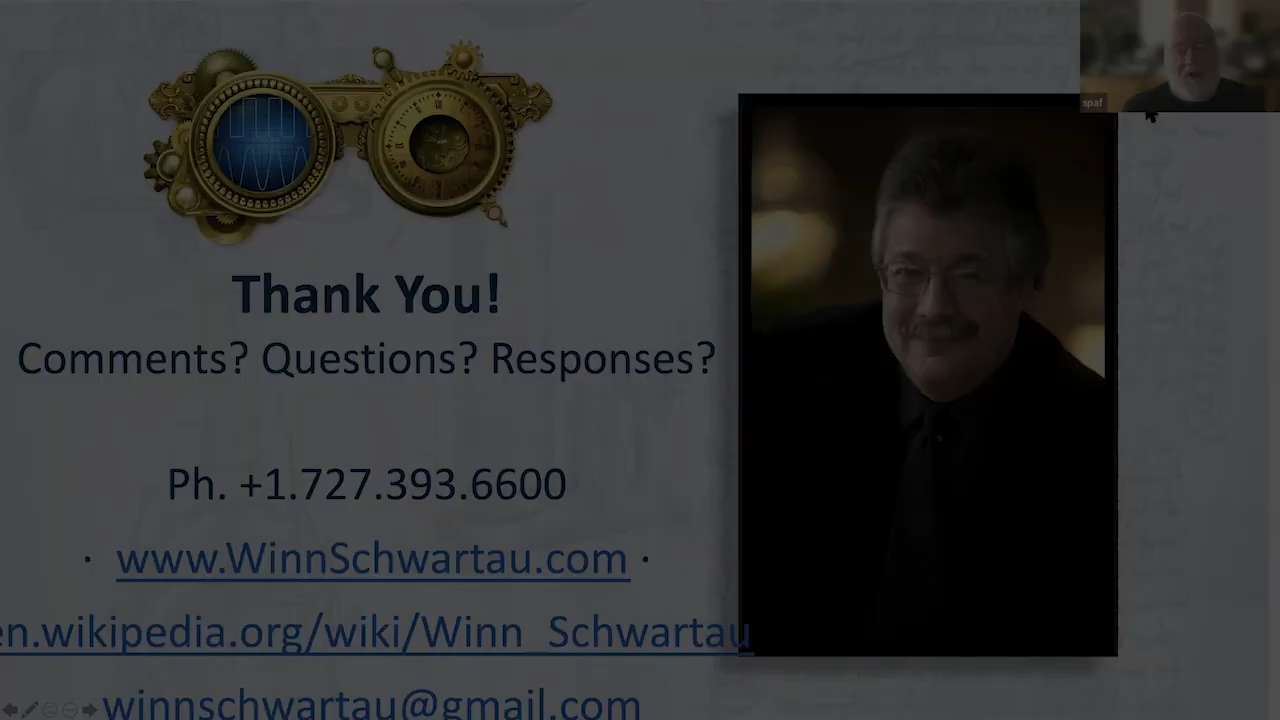 spaf
Thank You!
Comments? Questions? Responses?
Ph. +1.727.393.6600
· www.WinnSchwartau.com ·
en.wikipedia.org/wiki/Winn_Schwartau
winnschwartau@gmail.com